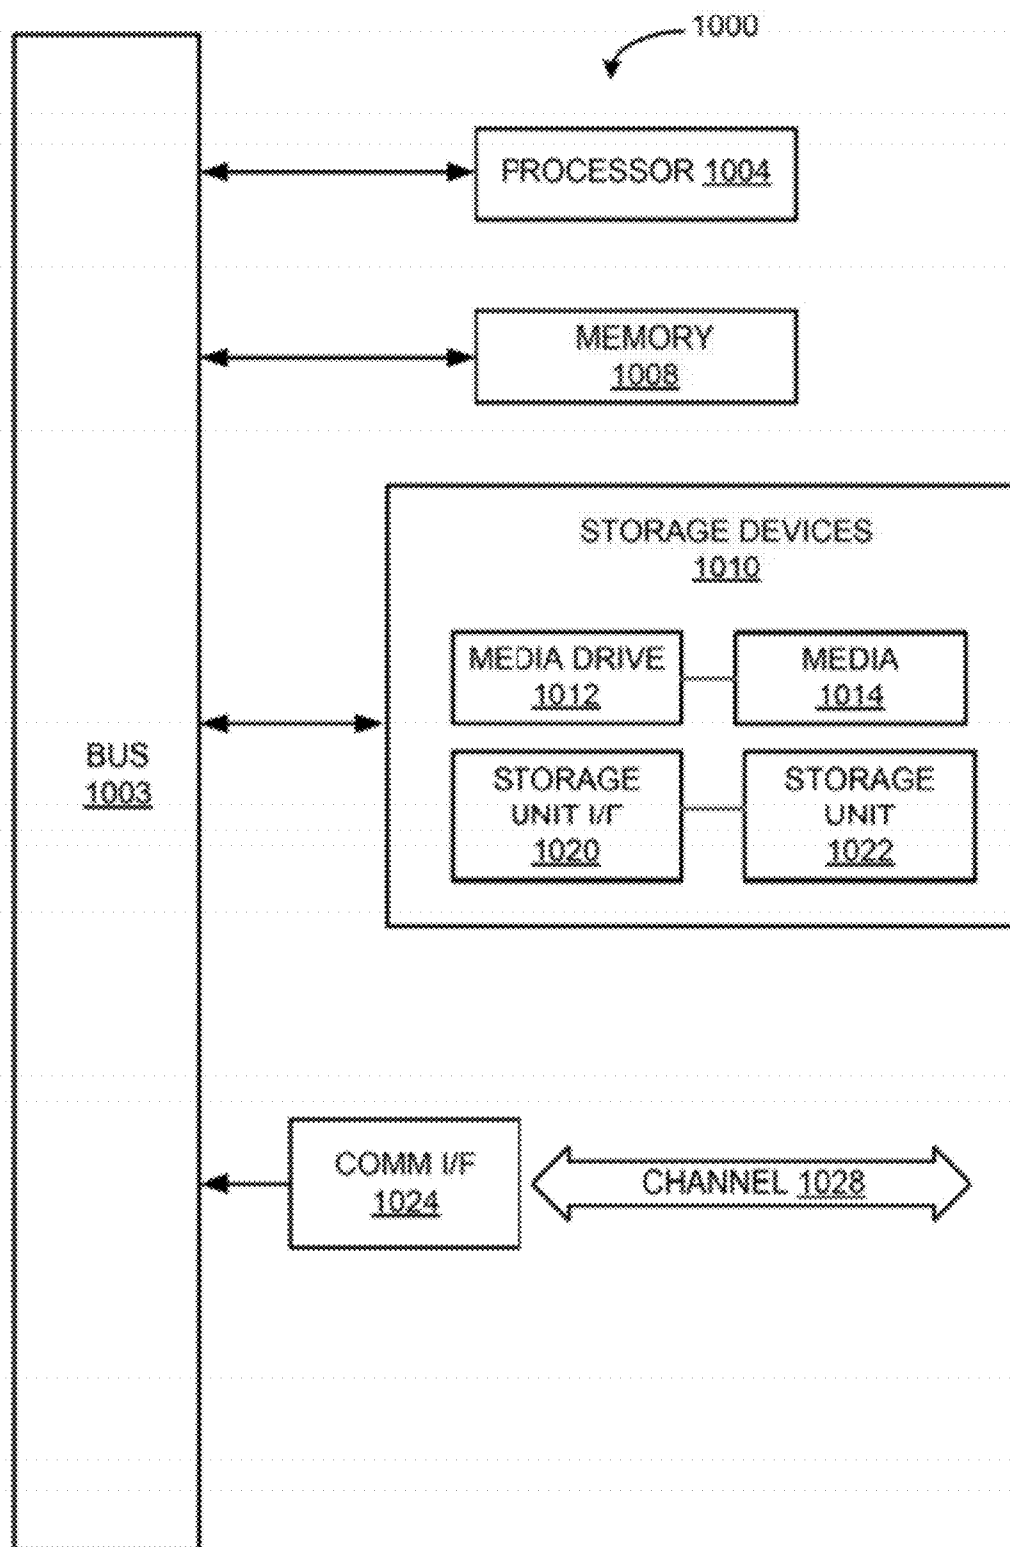 1000
PROCESSOR 1004
MEMORY
1008
STORAGE DEVICES
1010
MEDIA DRIVE
1012
MEDIA
1014
BUS
1003
STORAGE
UNIT I/F
1020
STORAGE
UNIT
1022
COMM I/F
1024
CHANNEL 1028